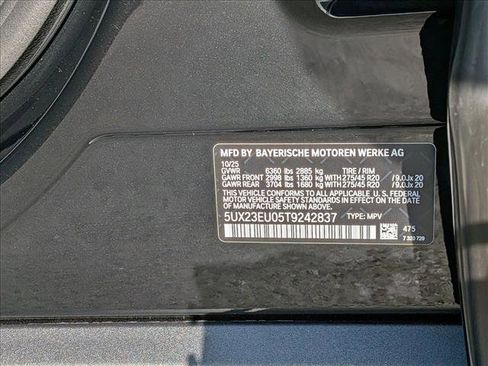 MFD BY BAYERISCHE MOTOREN WERKE AG
10/25
GVWR 6360 lbs 2885 kg TIRE / RIM
GAWR FRONT 2998 lbs 1360 kg WITH 275/45 R20 /9.0Jx 20
GAWR REAR 3704 lbs 1680 kg WITH 275/45 R20 /9.0Jx 20
THIS VEHICLE CONFORMS TO ALL APPLICABLE U.S. FEDERAL
MOTOR VEHICLE SAFETY STANDARDS IN EFFECT ON
THE DATE OF MANUFACTURE SHOWN ABOVE.
5UX23EU05T9242837 TYPE: MPV
475
7 320 729